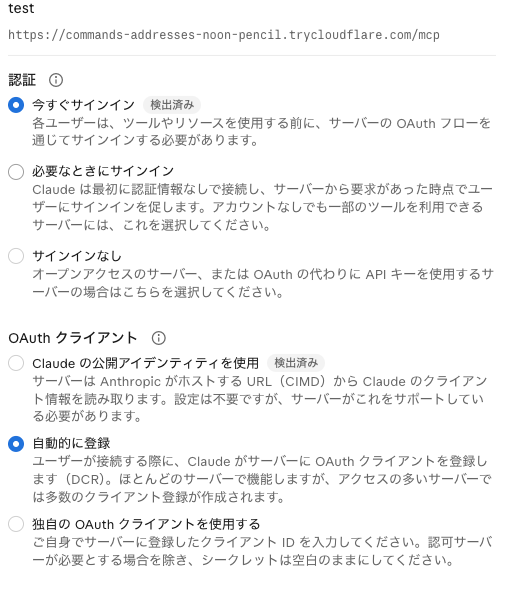 test
https://commands-addresses-noon-pencil.trycloudflare.com/mcp
認証
今すぐサインイン 検出済み
各ユーザーは、ツールやリソースを使用する前に、サーバーの OAuth フローを
通じてサインインする必要があります。
必要なときにサインイン
Claude は最初に認証情報なしで接続し、サーバーから要求があった時点でユー
ザーにサインインを促します。アカウントなしでも一部のツールを利用できる
サーバーには、これを選択してください。
サインインなし
オープンアクセスのサーバー、または OAuth の代わりに API キーを使用するサ
ーバーの場合はこちらを選択してください。
OAuth クライアント
Claude の公開アイデンティティを使用 検出済み
サーバーは Anthropic がホストする URL（CIMD）から Claude のクライアン
ト情報を読み取ります。設定は不要ですが、サーバーがこれをサポートしてい
る必要があります。
自動的に登録
ユーザーが接続する際に、Claude がサーバーに OAuth クライアントを登録し
ます（DCR）。ほとんどのサーバーで機能しますが、アクセスの多いサーバーで
は多数のクライアント登録が作成されます。
独自の OAuth クライアントを使用する
ご自身でサーバーに登録したクライアント ID を入力してください。認可サーバ
ーが必要とする場合を除き、シークレットは空白のままにしてください。